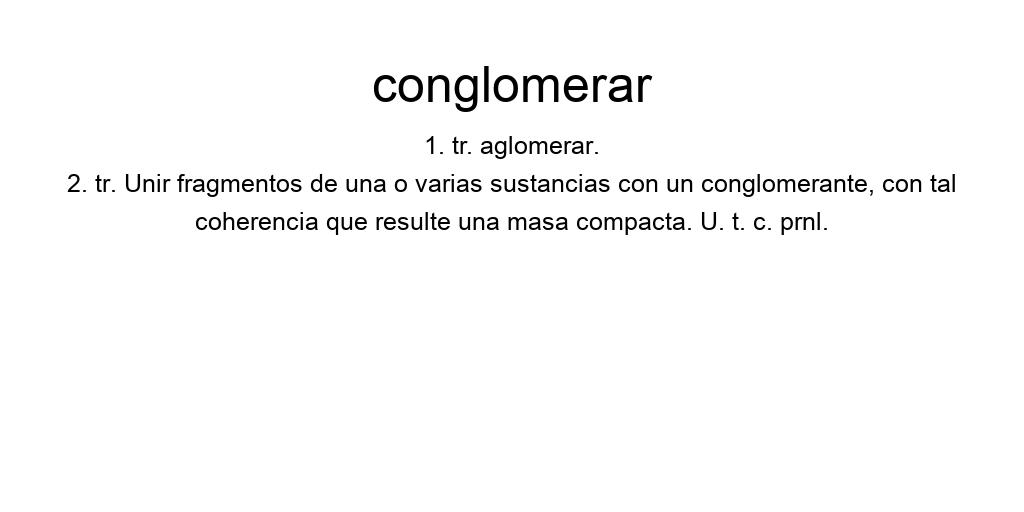 conglomerar
1. tr. aglomerar.
2. tr. Unir fragmentos de una o varias sustancias con un conglomerante, con tal
coherencia que resulte una masa compacta. U. t. c. prnl.